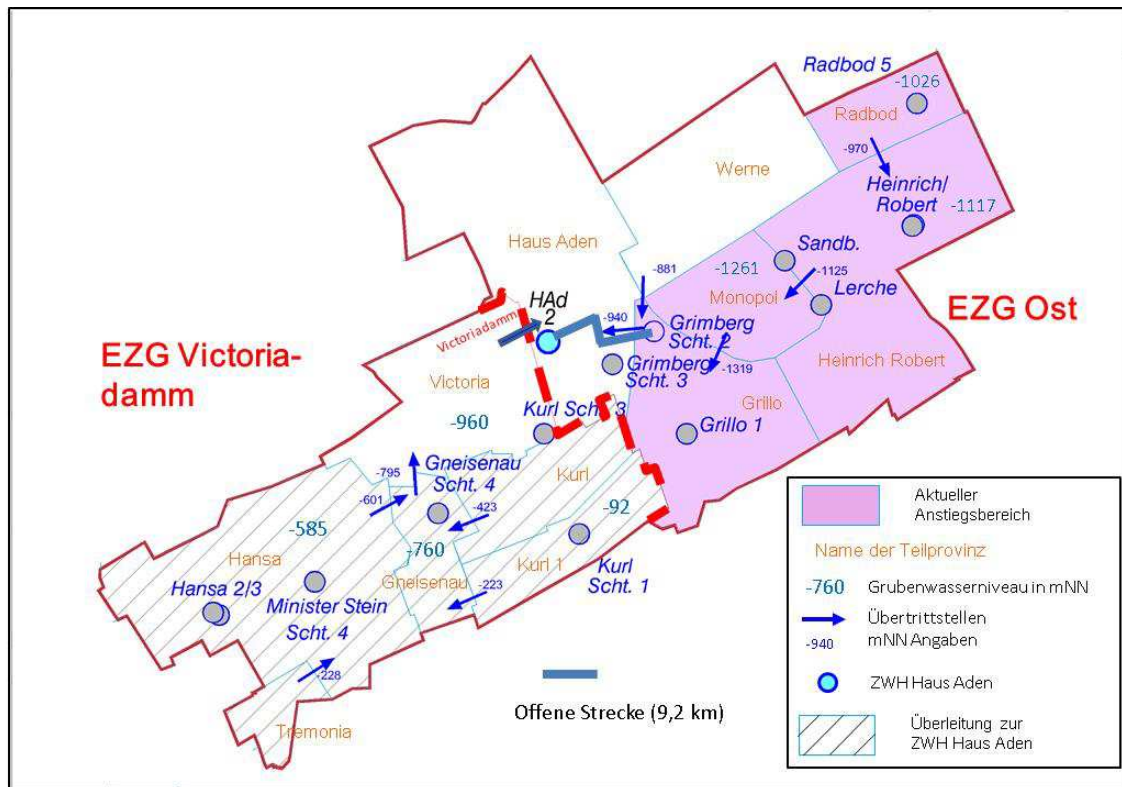 Radbod 5
-1026
Radbod
-970
Werne
Heinrich/
Robert
-1117
Haus Aden
Sandb.
-881
-1261
-1125
Monopol
Lerche
HAd
2
-940
EZG Ost
Victoriadamm
Grimberg
Scht. 2
EZG Victoria-
damm
Grimberg
Scht. 3
-1319
Heinrich Robert
Victoria
Grillo
-960
Kurl Scht. 3
Grillo 1
Gneisenau
Scht. 4
-795
Kurl
-601
-423
-92
-585
-760
Hansa
Gneisenau
Kurl 1
Kurl
Scht. 1
Hansa 2/3
Minister Stein
Scht. 4
-223
-228
Tremonia
Offene Strecke (9,2 km)
Aktueller
Anstiegsbereich
Name der Teilprovinz
-760 Grubenwasserniveau in mNN
Übertrittstellen
-940 mNN Angaben
ZWH Haus Aden
Überleitung zur
ZWH Haus Aden